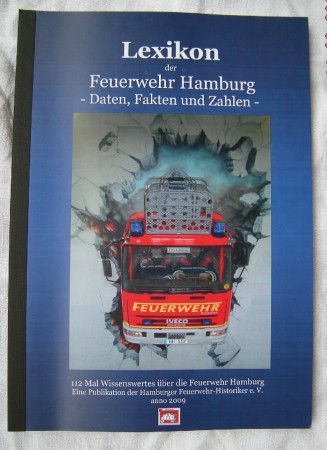 Lexikon
der
Feuerwehr Hamburg
- Daten, Fakten und Zahlen -
FEUERWEHR
IVECO
112 Mal Wissenswertes über die Feuerwehr Hamburg
Eine Publikation der Hamburger Feuerwehr-Historiker e. V.
anno 2009